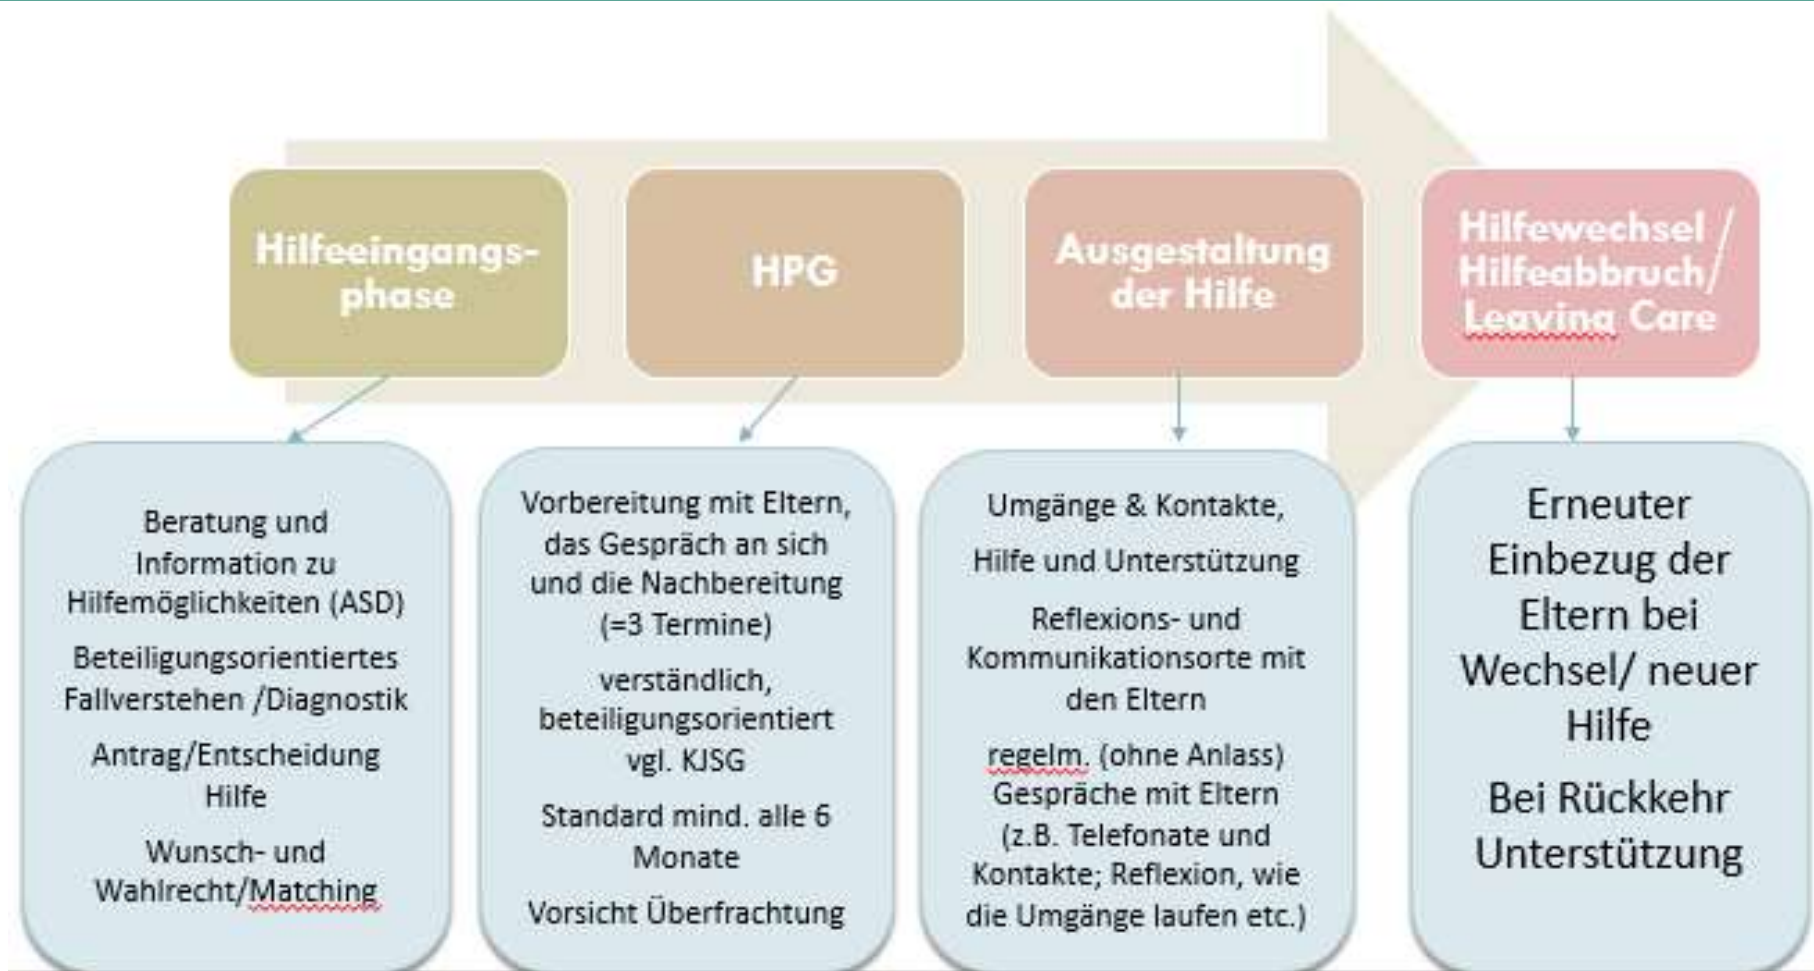 Hilfeeingangs-
phase
HPG
Ausgestaltung
der Hilfe
Hilfewechsel /
Hilfeabbruch/
Leaving Care
Beratung und
Information zu
Hilfemöglichkeiten (ASD)
Beteiligungsorientiertes
Fallverstehen /Diagnostik
Antrag/Entscheidung
Hilfe
Wunsch- und
Wahlrecht/Matching
Vorbereitung mit Eltern,
das Gespräch an sich
und die Nachbereitung
(=3 Termine)
verständlich,
beteiligungsorientiert
vgl. KJSG
Standard mind. alle 6
Monate
Vorsicht Überfrachtung
Umgänge & Kontakte,
Hilfe und Unterstützung
Reflexions- und
Kommunikationsorte mit
den Eltern
regelm. (ohne Anlass)
Gespräche mit Eltern
(z.B. Telefonate und
Kontakte; Reflexion, wie
die Umgänge laufen etc.)
Erneuter
Einbezug der
Eltern bei
Wechsel/ neuer
Hilfe
Bei Rückkehr
Unterstützung